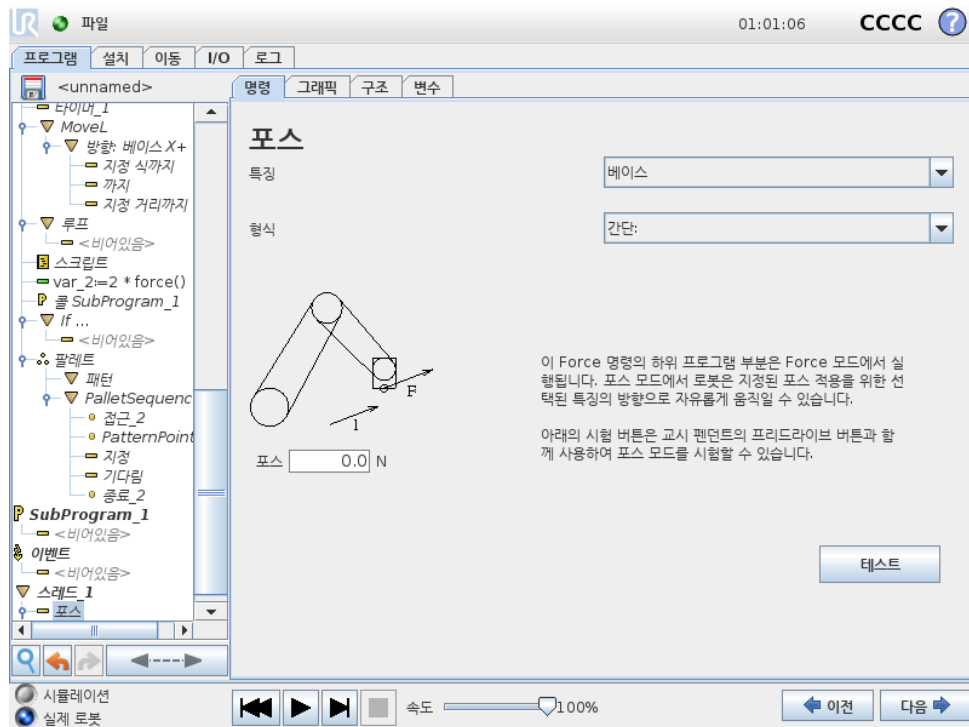 UR 파일 01:01:06 CCCC ?
프로그램 설치 이동 I/O 로그
<unnamed>
명령 그래픽 구조 변수
타이머_1
MoveL
방향: 베이스 X+
지정 식까지
까지
지정 거리까지
루프
<비어있음>
스크립트
var_2:=2 * force()
콜 SubProgram_1
If ...
<비어있음>
팔레트
패턴
PalletSequenc
접근_2
PatternPoint
지정
기다림
종료_2
SubProgram_1
<비어있음>
이벤트
<비어있음>
스레드_1
포스
포스
특징 베이스
형식 간단:
F
1
포스 0.0 N
이 Force 명령의 하위 프로그램 부분은 Force 모드에서 실
행됩니다. 포스 모드에서 로봇은 지정된 포스 적용을 위한 선
택된 특징의 방향으로 자유롭게 움직일 수 있습니다.
아래의 시험 버튼은 교시 펜던트의 프리드라이브 버튼과 함
께 사용하여 포스 모드를 시험할 수 있습니다.
테스트
시뮬레이션
실제 로봇
속도 100%
이전 다음